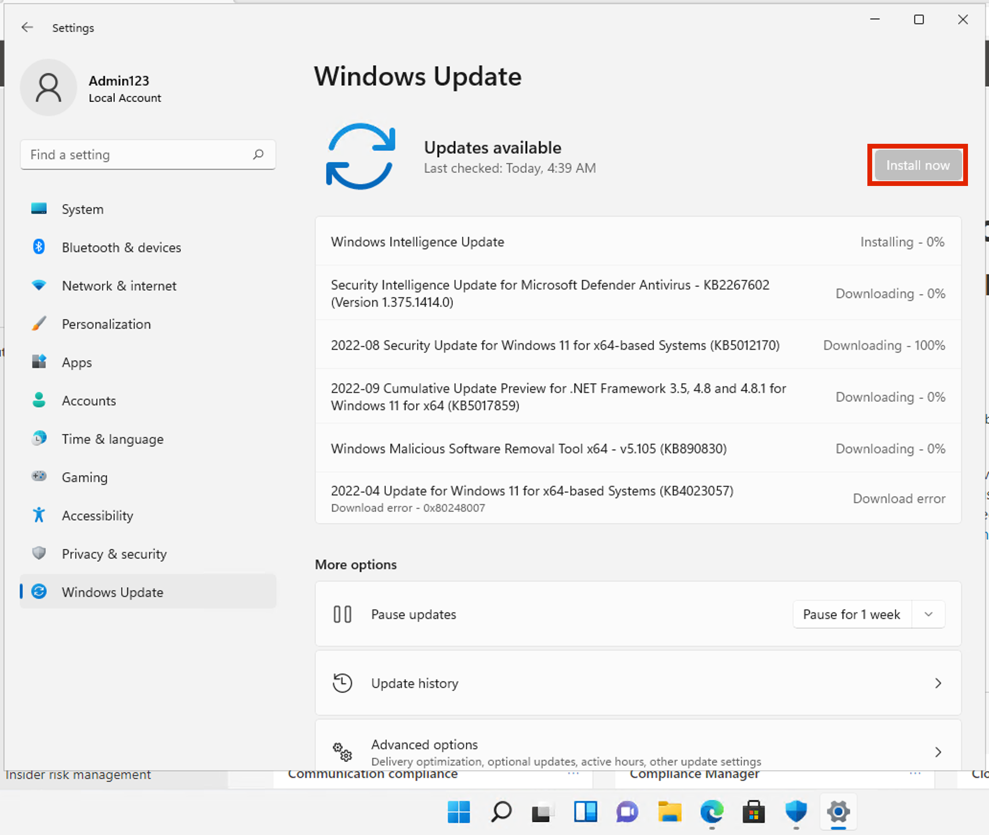 Settings
Admin123
Local Account
Find a setting
System
Bluetooth & devices
Network & internet
Personalization
Apps
Accounts
Time & language
Gaming
Accessibility
Privacy & security
Windows Update
Windows Update
Updates available
Last checked: Today, 4:39 AM
Install now
Windows Intelligence Update
Installing - 0%
Security Intelligence Update for Microsoft Defender Antivirus - KB2267602
(Version 1.375.1414.0)
Downloading - 0%
2022-08 Security Update for Windows 11 for x64-based Systems (KB5012170)
Downloading - 100%
2022-09 Cumulative Update Preview for .NET Framework 3.5, 4.8 and 4.8.1 for
Windows 11 for x64 (KB5017859)
Downloading - 0%
Windows Malicious Software Removal Tool x64 - v5.105 (KB890830)
Downloading - 0%
2022-04 Update for Windows 11 for x64-based Systems (KB4023057)
Download error - 0x80248007
Download error
More options
Pause updates
Pause for 1 week
Update history
Advanced options
Delivery optimization, optional updates, active hours, other update settings
Insider risk management
Communication compliance
Compliance Manager